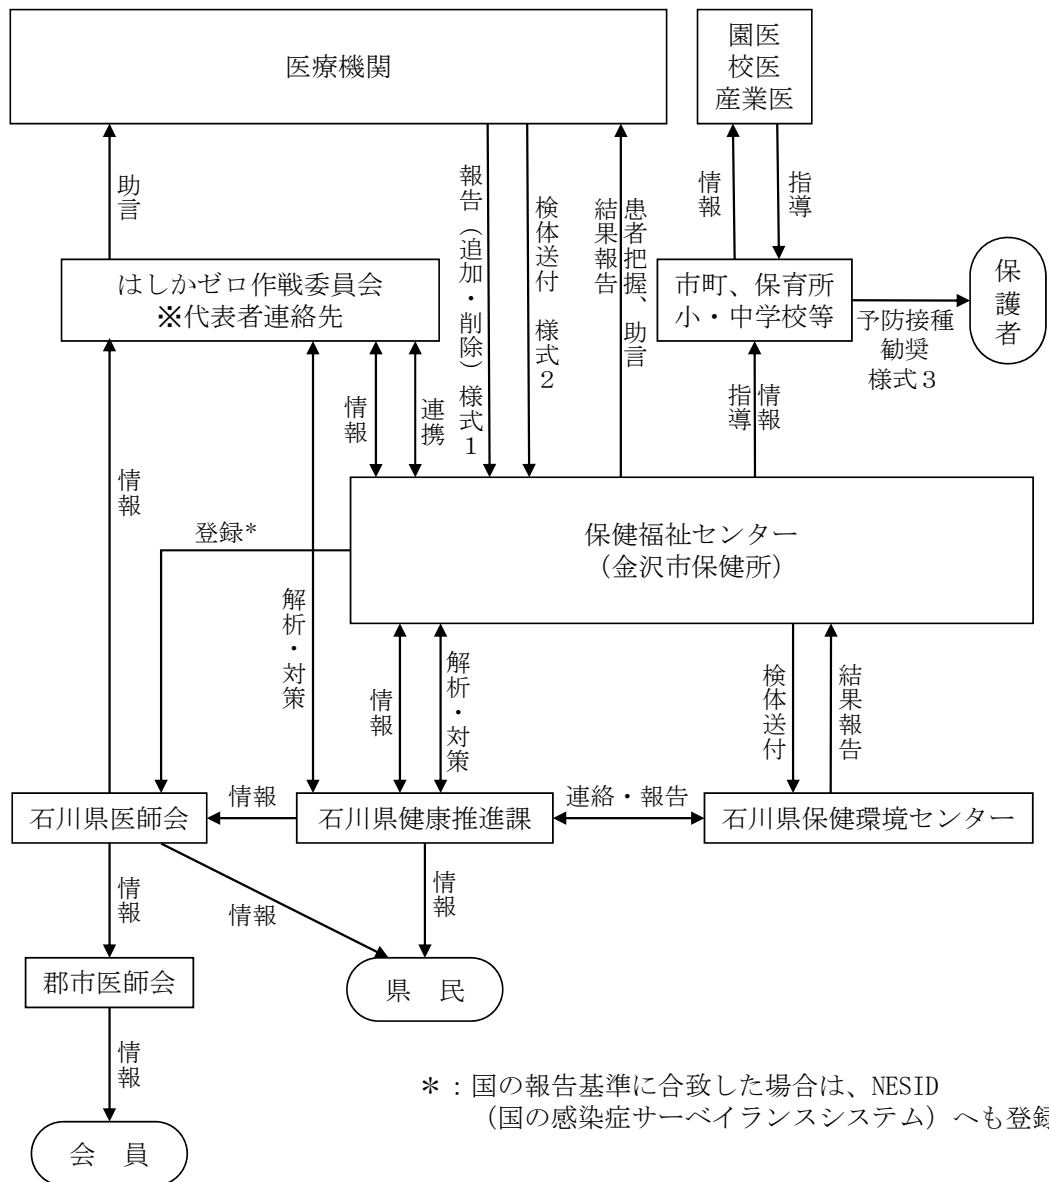 医療機関
園医
校医
産業医
助言
報告（追加・削除）様式１
検体送付　様式２
結果報告
患者把握、助言
情報
指導
はしかゼロ作戦委員会
※代表者連絡先
市町、保育所
小・中学校等
保護者
予防接種
勧奨
様式３
情報
連携
指導
情報
情報
保健福祉センター
（金沢市保健所）
登録*
解析・対策
情報
解析・対策
検体送付
結果報告
石川県医師会
情報
石川県健康推進課
連絡・報告
石川県保健環境センター
情報
情報
情報
郡市医師会
県　民
情報
会　員
＊：国の報告基準に合致した場合は、NESID
（国の感染症サーベイランスシステム）へも登録